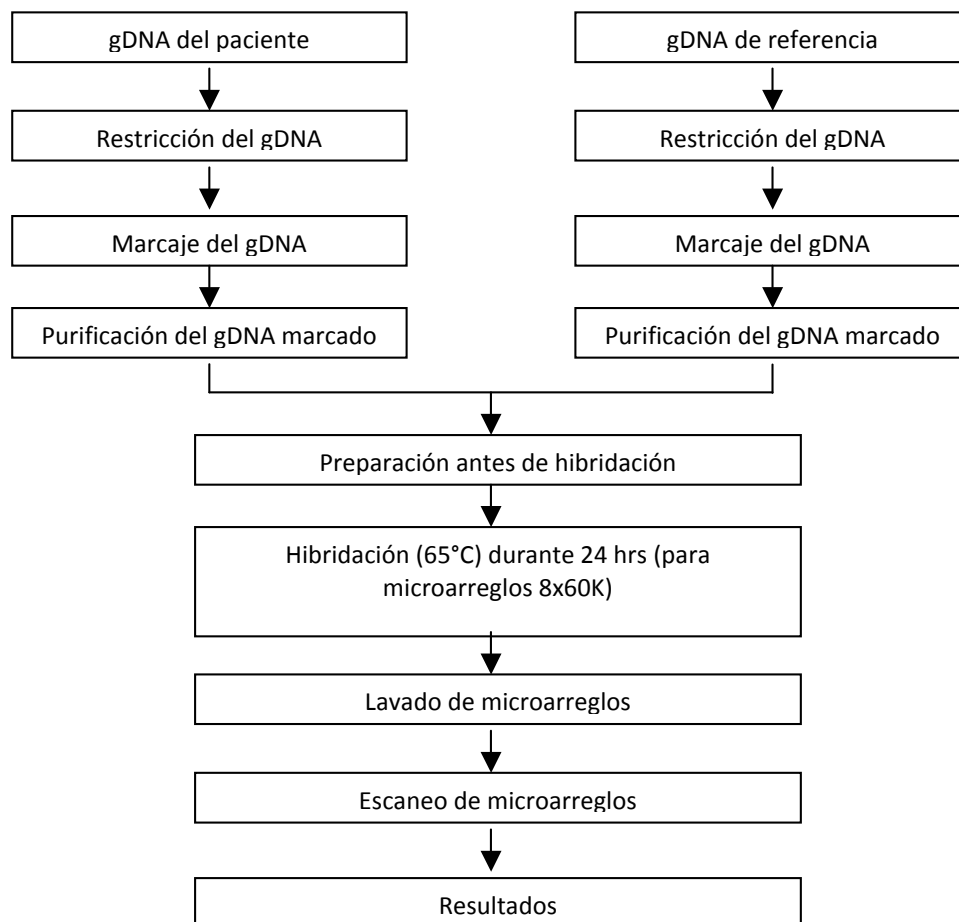 gDNA del paciente
gDNA de referencia
Restricción del gDNA
Restricción del gDNA
Marcaje del gDNA
Marcaje del gDNA
Purificación del gDNA marcado
Purificación del gDNA marcado
Preparación antes de hibridación
Hibridación (65°C) durante 24 hrs (para
microarreglos 8x60K)
Lavado de microarreglos
Escaneo de microarreglos
Resultados